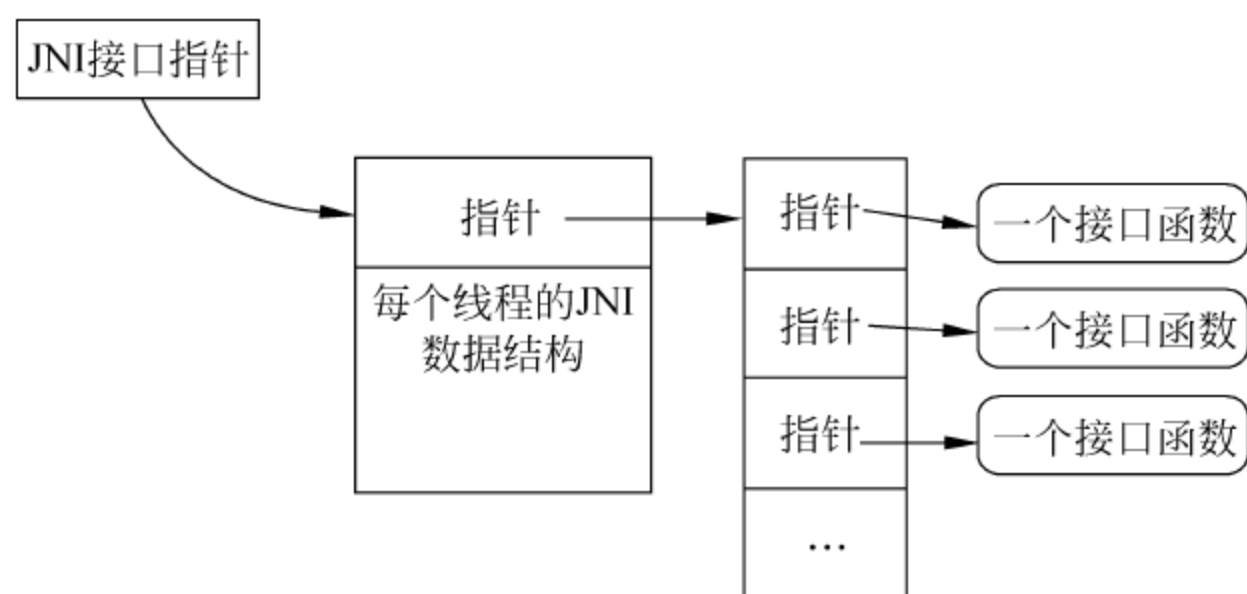 JNI接口指针
指针
每个线程的JNI
数据结构
指针
一个接口函数
指针
一个接口函数
指针
一个接口函数
…